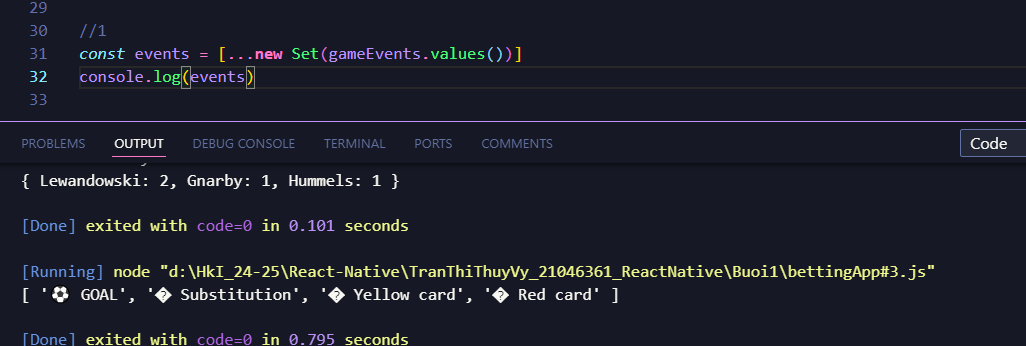 29
30 //1
31 const events = [...new Set(gameEvents.values())]
32 console.log(events)
33
PROBLEMS OUTPUT DEBUG CONSOLE TERMINAL PORTS COMMENTS Code
{ Lewandowski: 2, Gnarby: 1, Hummels: 1 }
[Done] exited with code=0 in 0.101 seconds
[Running] node "d:\HkI_24-25\React-Native\TranThiThuyVy_21046361_ReactNative\Buoi1\bettingApp#3.js"
[ '⚽ GOAL', '� Substitution', '� Yellow card', '� Red card' ]
[Done] exited with code=0 in 0.795 seconds